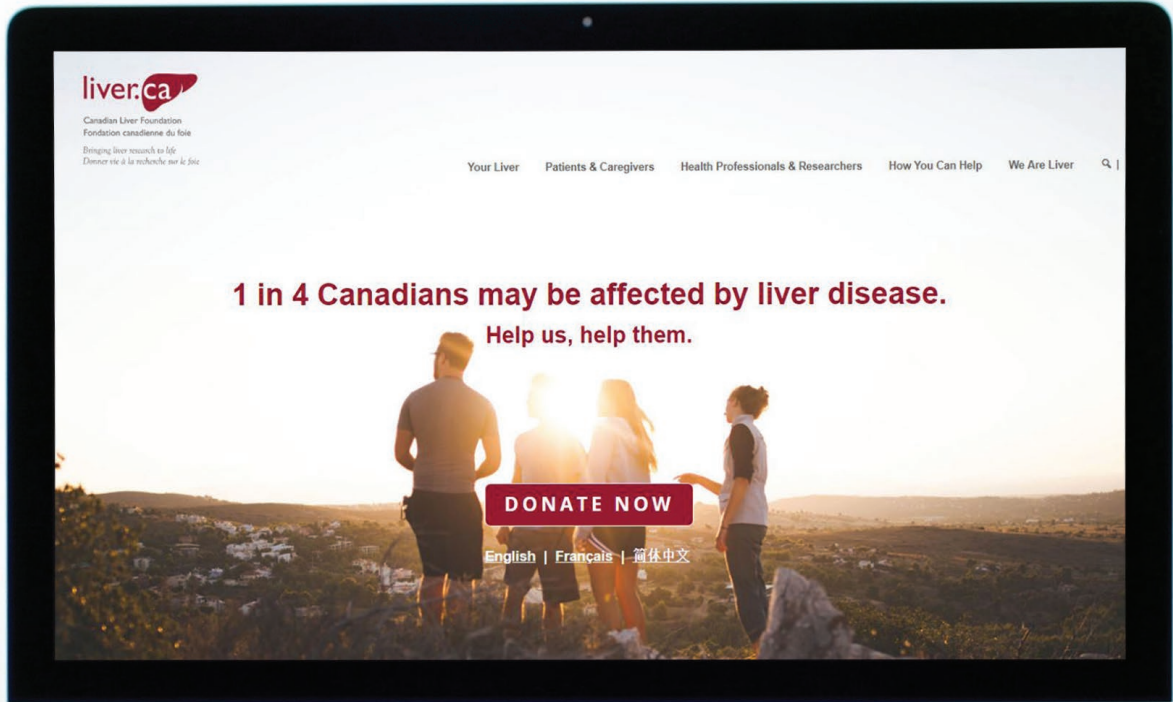 liver.ca
Canadian Liver Foundation
Fondation canadienne du foie
Bringing liver research to life
Donner vie à la recherche sur le foie
Your Liver Patients & Caregivers Health Professionals & Researchers How You Can Help We Are Liver |
1 in 4 Canadians may be affected by liver disease.
Help us, help them.
DONATE NOW
English | Français | 简体中文